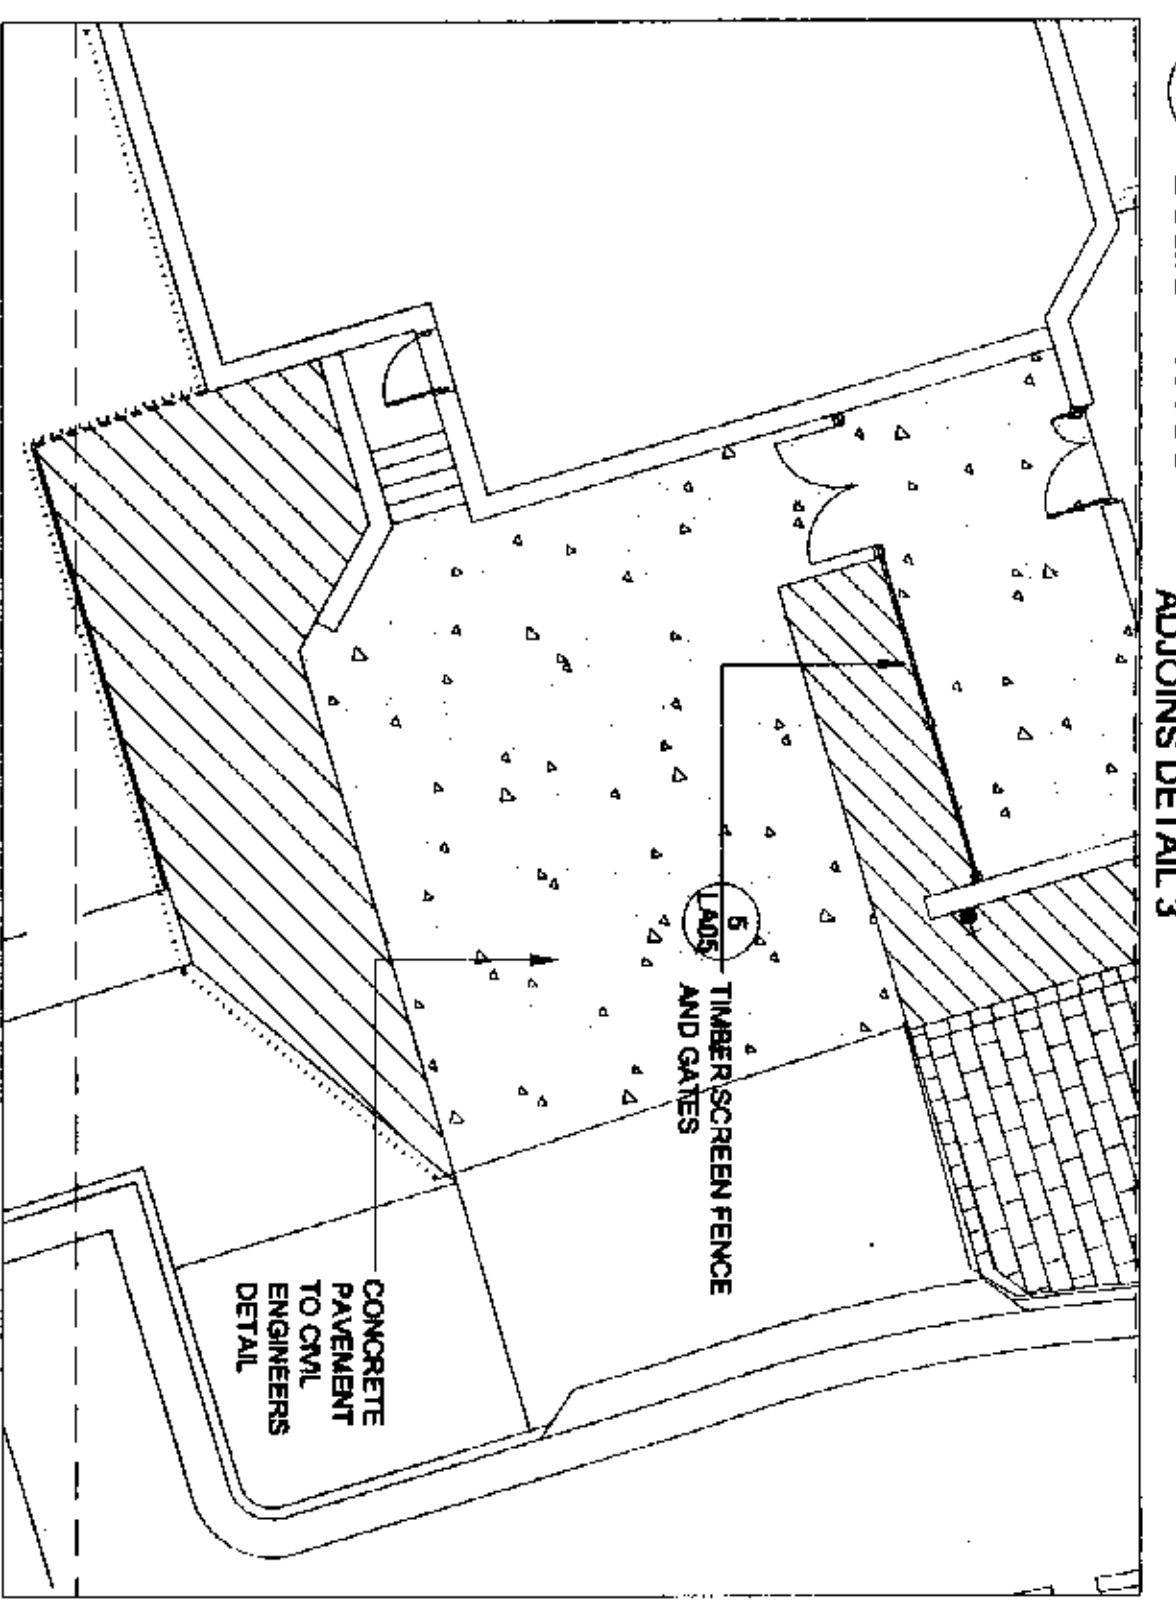 ADJOINS DETAIL 3
5
LA05
TIMBER SCREEN FENCE
AND GATES
CONCRETE
PAVEMENT
TO CIVIL
ENGINEERS
DETAIL